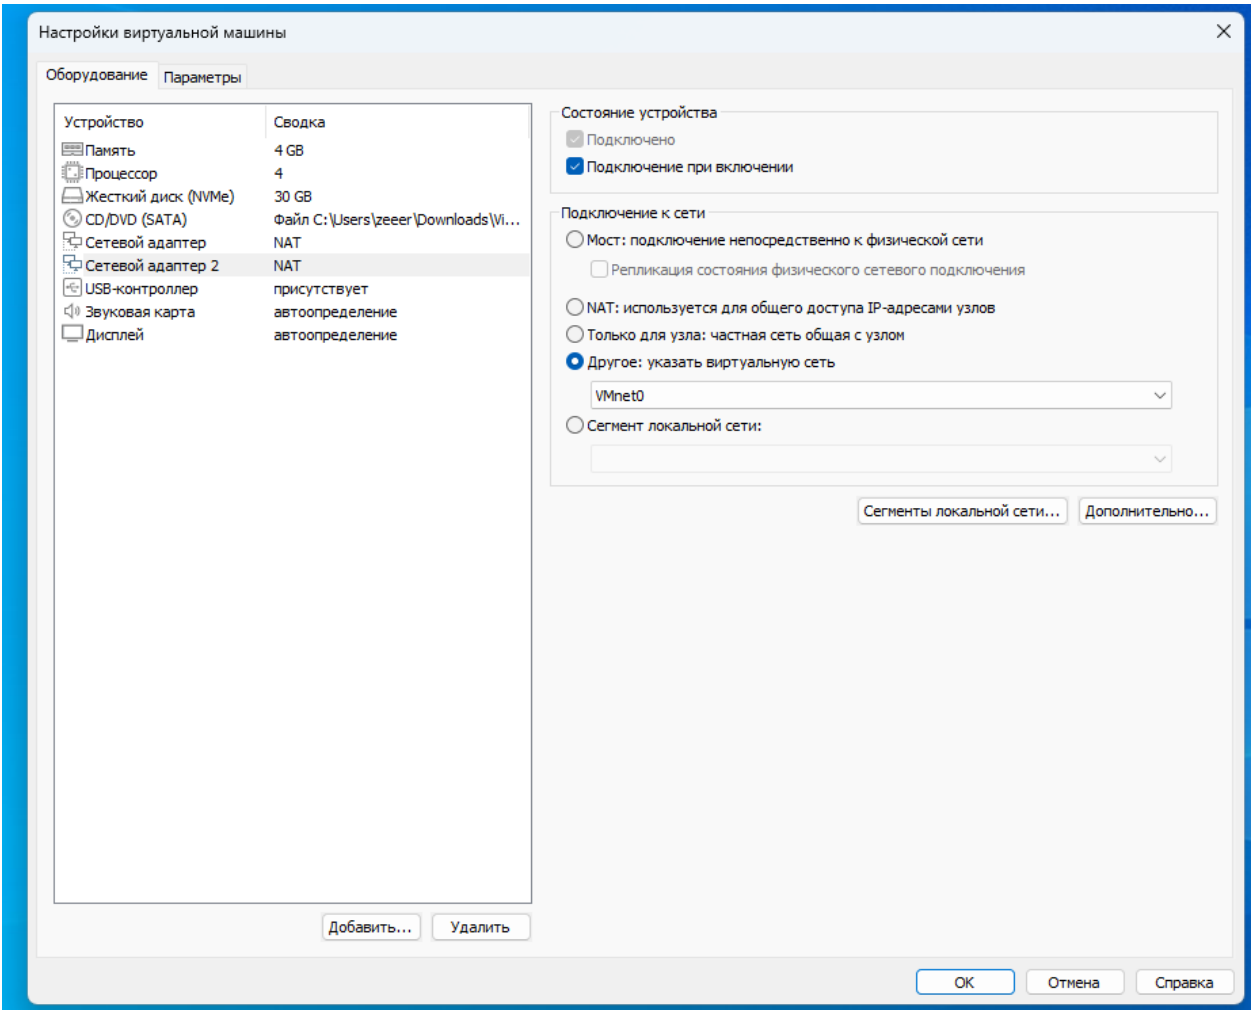 Настройки виртуальной машины
Оборудование Параметры
Устройство Сводка
Память 4 GB
Процессор 4
Жесткий диск (NVMe) 30 GB
CD/DVD (SATA) Файл C:\Users\zeeer\Downloads\Vi...
Сетевой адаптер NAT
Сетевой адаптер 2 NAT
USB-контроллер присутствует
Звуковая карта автоопределение
Дисплей автоопределение
Добавить... Удалить
Состояние устройства
Подключено
Подключение при включении
Подключение к сети
Мост: подключение непосредственно к физической сети
Репликация состояния физического сетевого подключения
NAT: используется для общего доступа IP-адресами узлов
Только для узла: частная сеть общая с узлом
Другое: указать виртуальную сеть
VMnet0
Сегмент локальной сети:
Сегменты локальной сети... Дополнительно...
OK Отмена Справка